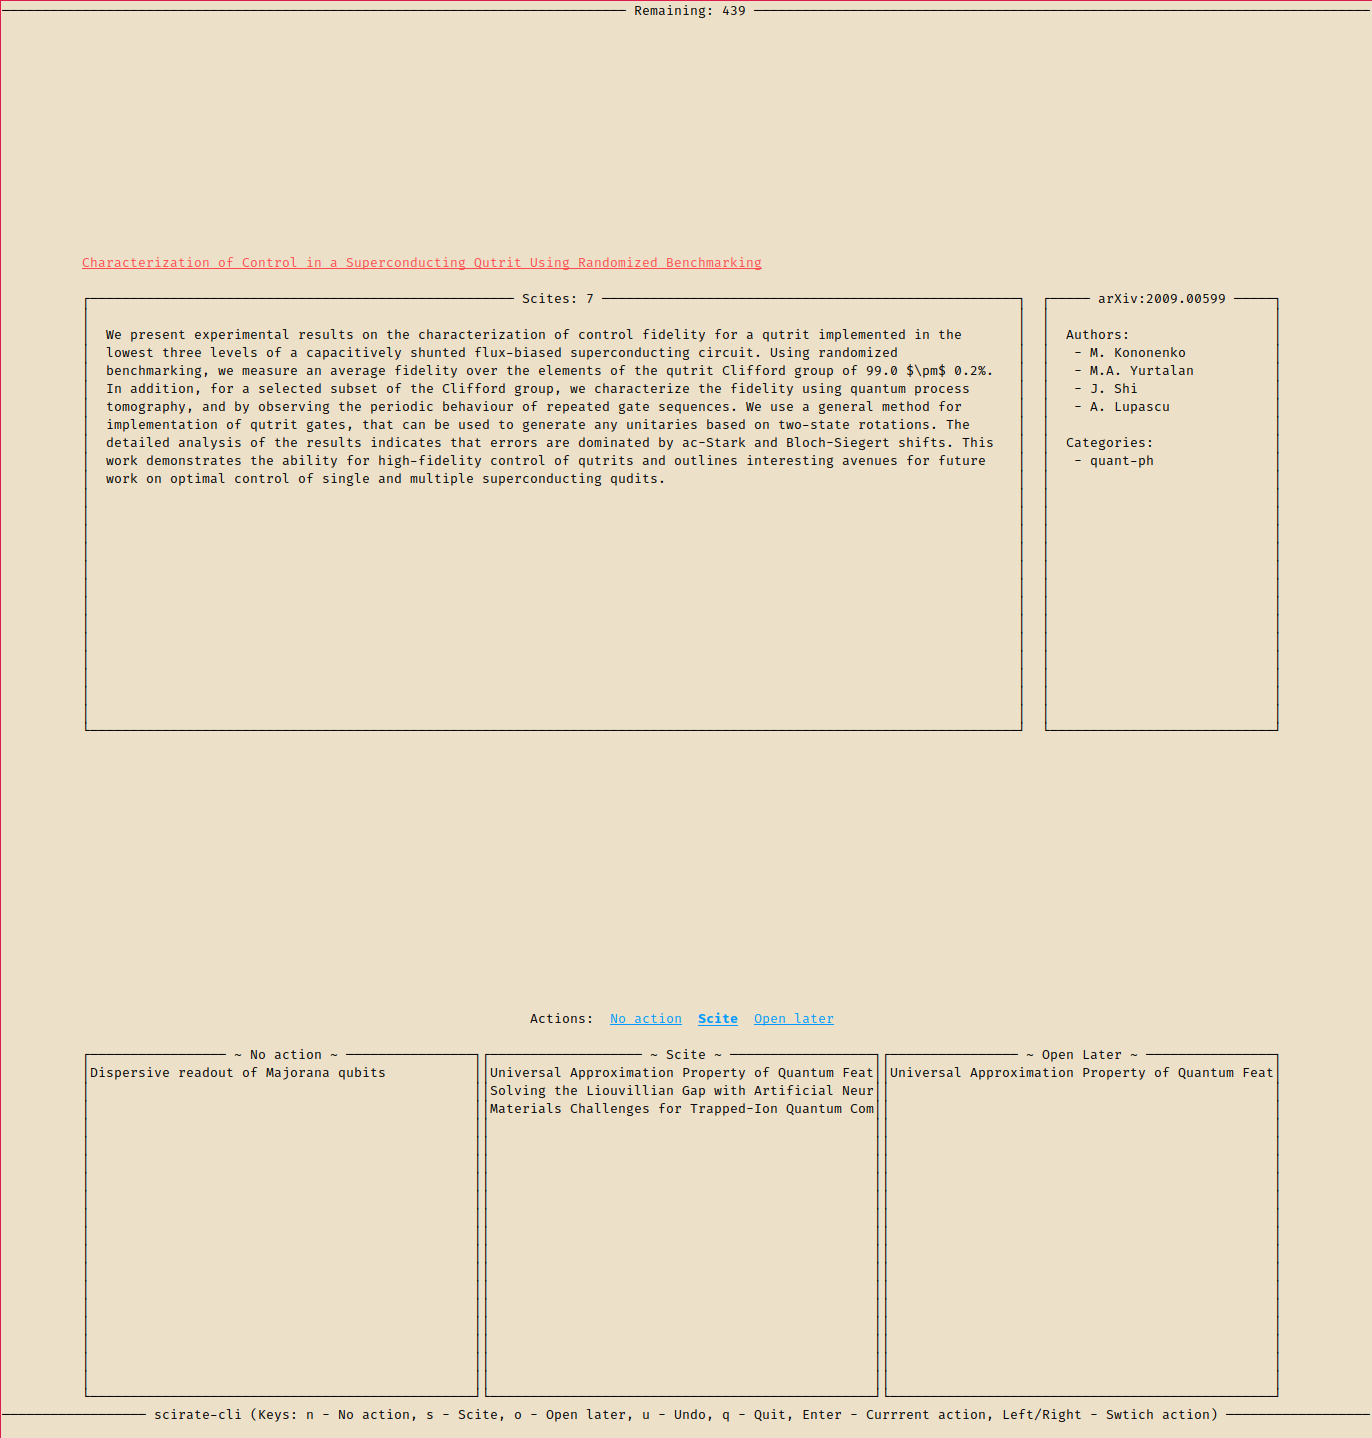 Remaining: 439
Characterization of Control in a Superconducting Qutrit Using Randomized Benchmarking
Scites: 7
We present experimental results on the characterization of control fidelity for a qutrit implemented in the
lowest three levels of a capacitively shunted flux-biased superconducting circuit. Using randomized
benchmarking, we measure an average fidelity over the elements of the qutrit Clifford group of 99.0 $\pm$ 0.2%.
In addition, for a selected subset of the Clifford group, we characterize the fidelity using quantum process
tomography, and by observing the periodic behaviour of repeated gate sequences. We use a general method for
implementation of qutrit gates, that can be used to generate any unitaries based on two-state rotations. The
detailed analysis of the results indicates that errors are dominated by ac-Stark and Bloch-Siegert shifts. This
work demonstrates the ability for high-fidelity control of qutrits and outlines interesting avenues for future
work on optimal control of single and multiple superconducting qudits.
arXiv:2009.00599
Authors:
- M. Kononenko
- M.A. Yurtalan
- J. Shi
- A. Lupascu
Categories:
- quant-ph
Actions: No action Scite Open later
~ No action ~
Dispersive readout of Majorana qubits
~ Scite ~
Universal Approximation Property of Quantum Feat
Solving the Liouvillian Gap with Artificial Neur
Materials Challenges for Trapped-Ion Quantum Com
~ Open Later ~
Universal Approximation Property of Quantum Feat
scirate-cli (Keys: n - No action, s - Scite, o - Open later, u - Undo, q - Quit, Enter - Currrent action, Left/Right - Swtich action)